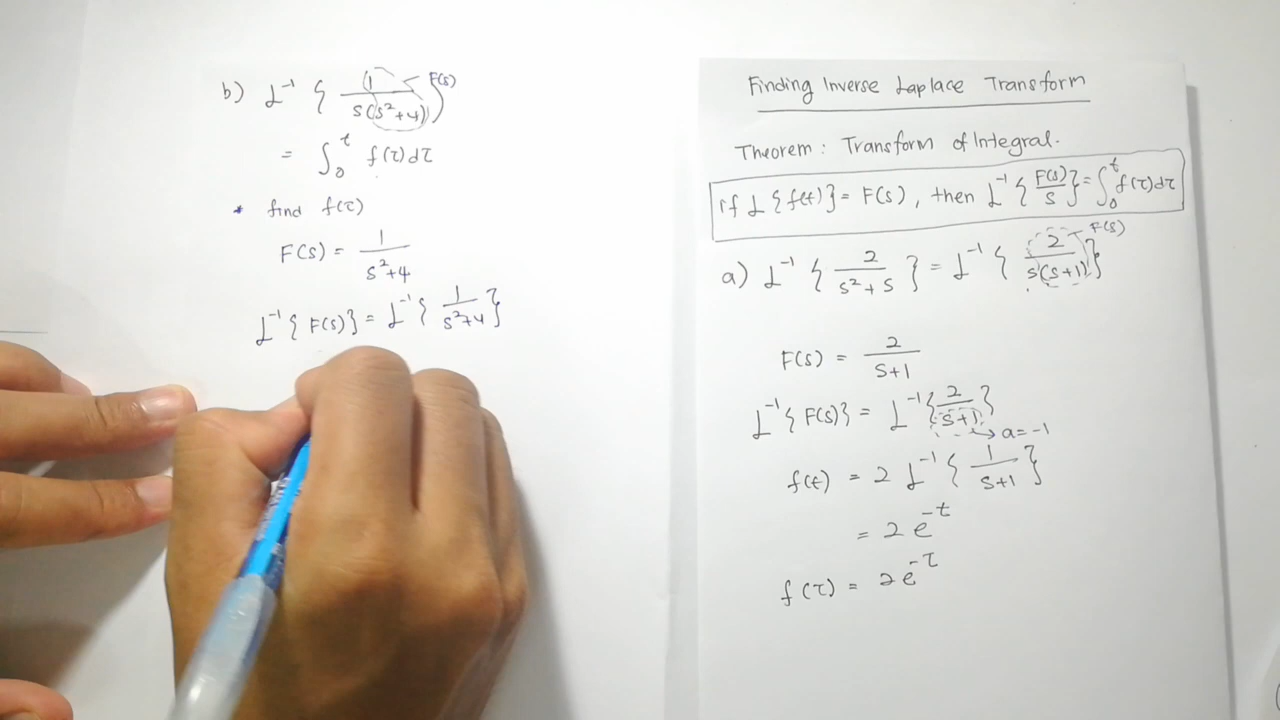 b) L⁻¹ { 1/(s(s²+4)) } F(s)
= ∫₀ᵗ f(τ)dτ
* find f(τ)
F(s) = 1/(s²+4)
L⁻¹{ F(s)} = L⁻¹ { 1/(s²+4) }
Finding Inverse Laplace Transform
Theorem: Transform of Integral.
if L {f(t)} = F(s), then L⁻¹ { F(s)/s } = ∫₀ᵗ f(τ)dτ
a) L⁻¹ { 2/(s²+s) } = L⁻¹ { 2/(s(s+1)) } F(s)
F(s) = 2/(s+1)
L⁻¹{ F(s)} = L⁻¹{ 2/(s+1) }
→ a=-1
f(t) = 2 L⁻¹ { 1/(s+1) }
= 2 e⁻ᵗ
f(τ) = 2e^-τ